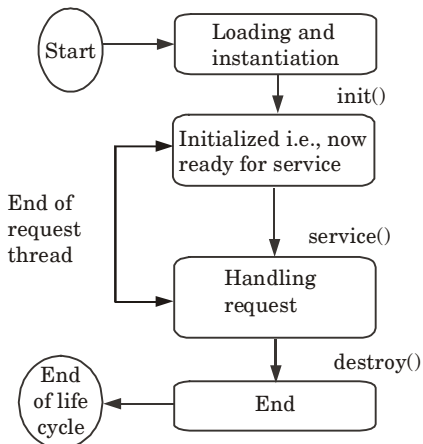 Start
Loading and
instantiation
init()
Initialized i.e., now
ready for service
End of
request
thread
service()
Handling
request
destroy()
End
of life
cycle
End